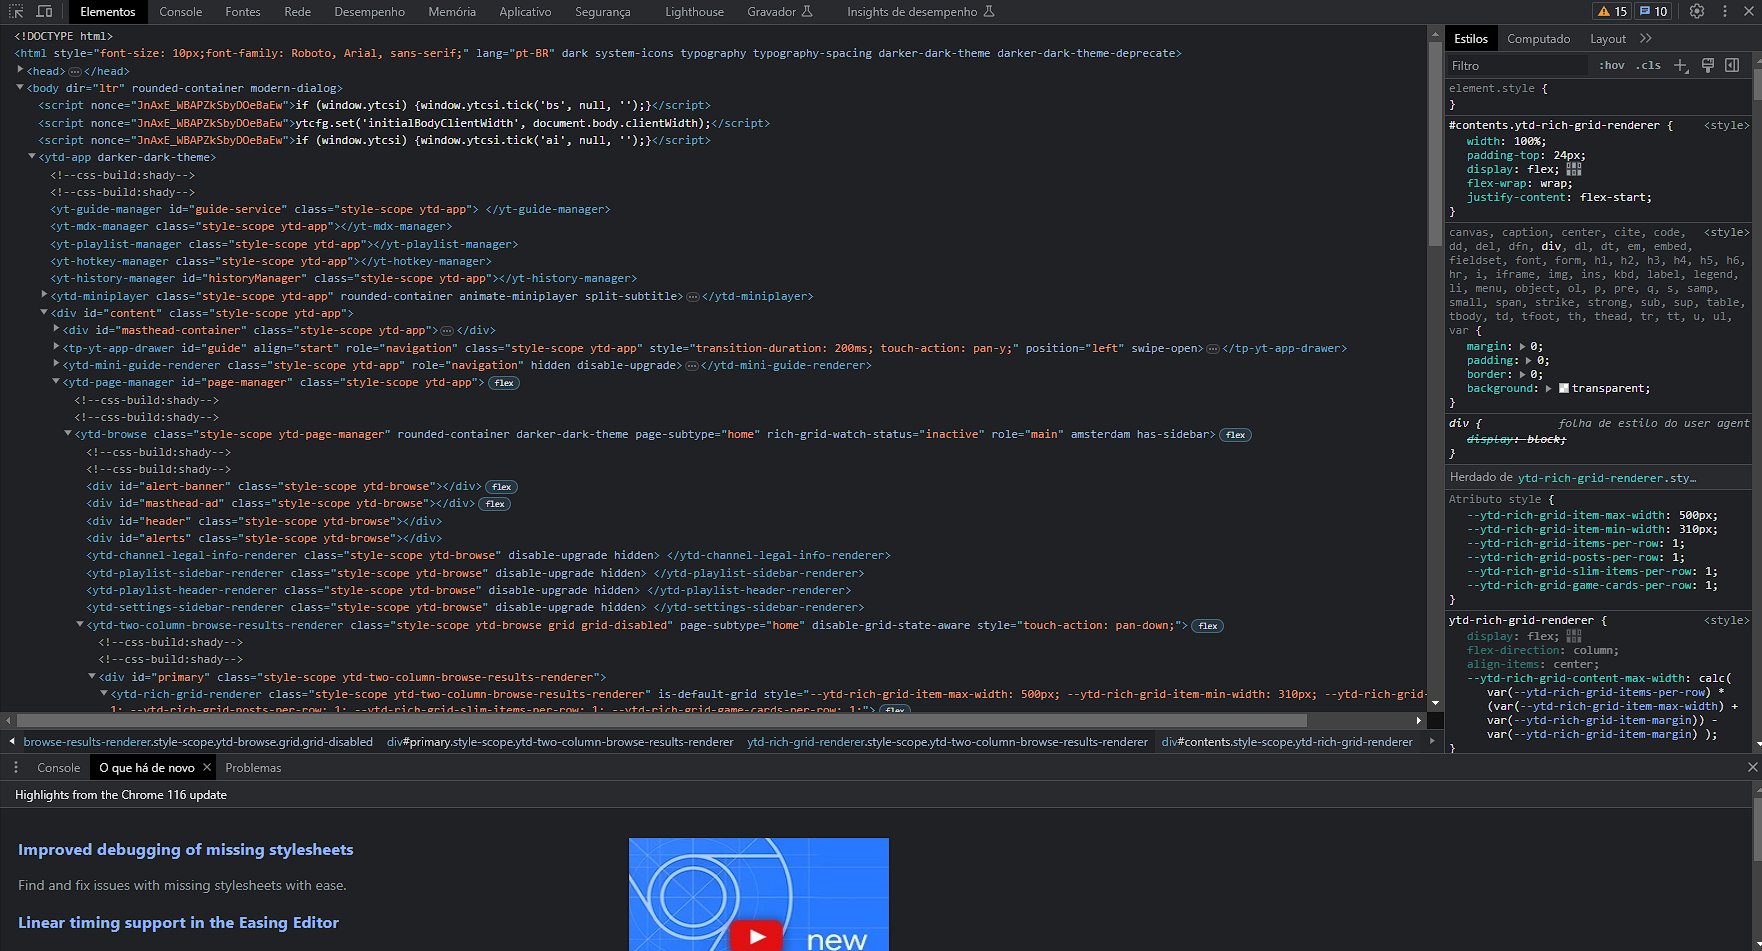 Elementos Console Fontes Rede Desempenho Memória Aplicativo Segurança Lighthouse Gravador Insights de desempenho 15 10
<!DOCTYPE html>
<html style="font-size: 10px;font-family: Roboto, Arial, sans-serif;" lang="pt-BR" dark system-icons typography typography-spacing darker-dark-theme darker-dark-theme-deprecate>
<head>…</head>
<body dir="ltr" rounded-container modern-dialog>
<script nonce="JnAxE_WBAPZkSbyDOeBaEw">if (window.ytcsi) {window.ytcsi.tick('bs', null, '');}</script>
<script nonce="JnAxE_WBAPZkSbyDOeBaEw">ytcfg.set('initialBodyClientWidth', document.body.clientWidth);</script>
<script nonce="JnAxE_WBAPZkSbyDOeBaEw">if (window.ytcsi) {window.ytcsi.tick('ai', null, '');}</script>
<ytd-app darker-dark-theme>
<!--css-build:shady-->
<!--css-build:shady-->
<yt-guide-manager id="guide-service" class="style-scope ytd-app"> </yt-guide-manager>
<yt-mdx-manager class="style-scope ytd-app"></yt-mdx-manager>
<yt-playlist-manager class="style-scope ytd-app"></yt-playlist-manager>
<yt-hotkey-manager class="style-scope ytd-app"></yt-hotkey-manager>
<yt-history-manager id="historyManager" class="style-scope ytd-app"></yt-history-manager>
<ytd-miniplayer class="style-scope ytd-app" rounded-container animate-miniplayer split-subtitle>…</ytd-miniplayer>
<div id="content" class="style-scope ytd-app">
<div id="masthead-container" class="style-scope ytd-app">…</div>
<tp-yt-app-drawer id="guide" align="start" role="navigation" class="style-scope ytd-app" style="transition-duration: 200ms; touch-action: pan-y;" position="left" swipe-open>…</tp-yt-app-drawer>
<ytd-mini-guide-renderer class="style-scope ytd-app" role="navigation" hidden disable-upgrade>…</ytd-mini-guide-renderer>
<ytd-page-manager id="page-manager" class="style-scope ytd-app"> flex
<!--css-build:shady-->
<!--css-build:shady-->
<ytd-browse class="style-scope ytd-page-manager" rounded-container darker-dark-theme page-subtype="home" rich-grid-watch-status="inactive" role="main" amsterdam has-sidebar> flex
<!--css-build:shady-->
<!--css-build:shady-->
<div id="alert-banner" class="style-scope ytd-browse"></div> flex
<div id="masthead-ad" class="style-scope ytd-browse"></div> flex
<div id="header" class="style-scope ytd-browse"></div>
<div id="alerts" class="style-scope ytd-browse"></div>
<ytd-channel-legal-info-renderer class="style-scope ytd-browse" disable-upgrade hidden> </ytd-channel-legal-info-renderer>
<ytd-playlist-sidebar-renderer class="style-scope ytd-browse" disable-upgrade hidden> </ytd-playlist-sidebar-renderer>
<ytd-playlist-header-renderer class="style-scope ytd-browse" disable-upgrade hidden> </ytd-playlist-header-renderer>
<ytd-settings-sidebar-renderer class="style-scope ytd-browse" disable-upgrade hidden> </ytd-settings-sidebar-renderer>
<ytd-two-column-browse-results-renderer class="style-scope ytd-browse grid grid-disabled" page-subtype="home" disable-grid-state-aware style="touch-action: pan-down;"> flex
<!--css-build:shady-->
<!--css-build:shady-->
<div id="primary" class="style-scope ytd-two-column-browse-results-renderer">
<ytd-rich-grid-renderer class="style-scope ytd-two-column-browse-results-renderer" is-default-grid style="--ytd-rich-grid-item-max-width: 500px; --ytd-rich-grid-item-min-width: 310px; --ytd-rich-grid-
1; --ytd-rich-grid-posts-per-row: 1; --ytd-rich-grid-slim-items-per-row: 1; --ytd-rich-grid-game-cards-per-row: 1;"> flex
browse-results-renderer.style-scope.ytd-browse.grid.grid-disabled div#primary.style-scope.ytd-two-column-browse-results-renderer ytd-rich-grid-renderer.style-scope.ytd-two-column-browse-results-renderer div#contents.style-scope.ytd-rich-grid-renderer
Estilos Computado Layout
Filtro :hov .cls
element.style {
}
#contents.ytd-rich-grid-renderer { <style>
width: 100%;
padding-top: 24px;
display: flex;
flex-wrap: wrap;
justify-content: flex-start;
}
canvas, caption, center, cite, code, <style>
dd, del, dfn, div, dl, dt, em, embed,
fieldset, font, form, h1, h2, h3, h4, h5, h6,
hr, i, iframe, img, ins, kbd, label, legend,
li, menu, object, ol, p, pre, q, s, samp,
small, span, strike, strong, sub, sup, table,
tbody, td, tfoot, th, thead, tr, tt, u, ul,
var {
margin: 0;
padding: 0;
border: 0;
background: transparent;
}
div { folha de estilo do user agent
display: block;
}
Herdado de ytd-rich-grid-renderer.sty…
Atributo style {
--ytd-rich-grid-item-max-width: 500px;
--ytd-rich-grid-item-min-width: 310px;
--ytd-rich-grid-items-per-row: 1;
--ytd-rich-grid-posts-per-row: 1;
--ytd-rich-grid-slim-items-per-row: 1;
--ytd-rich-grid-game-cards-per-row: 1;
}
ytd-rich-grid-renderer { <style>
display: flex;
flex-direction: column;
align-items: center;
--ytd-rich-grid-content-max-width: calc(
var(--ytd-rich-grid-items-per-row) *
(var(--ytd-rich-grid-item-max-width) +
var(--ytd-rich-grid-item-margin)) -
var(--ytd-rich-grid-item-margin) );
}
Console O que há de novo Problemas
Highlights from the Chrome 116 update
Improved debugging of missing stylesheets
Find and fix issues with missing stylesheets with ease.
Linear timing support in the Easing Editor
new